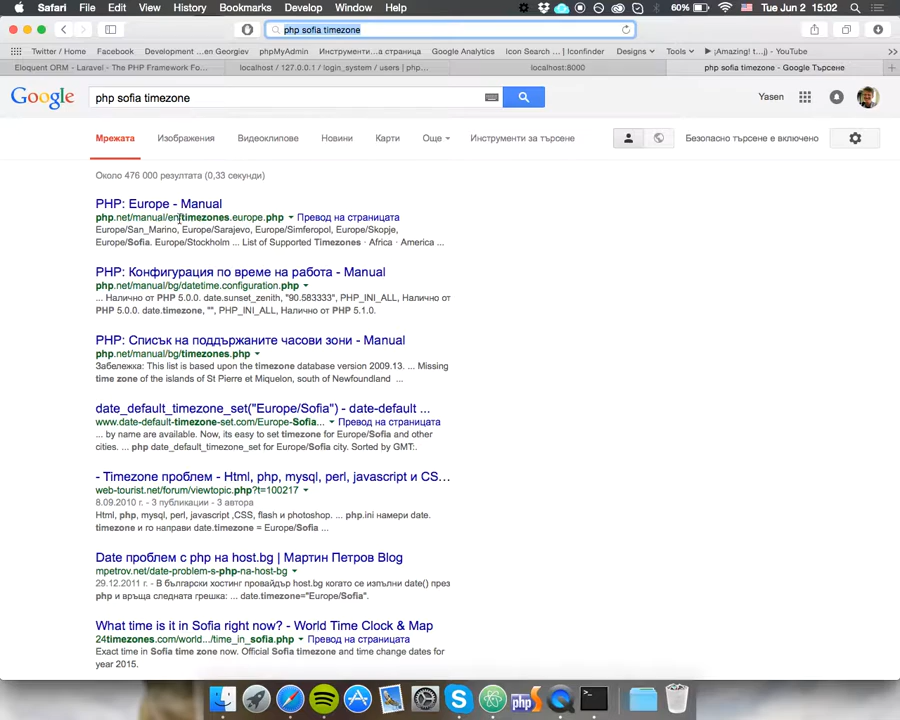 Safari File Edit View History Bookmarks Develop Window Help 60% Tue Jun 2 15:02
php sofia timezone
Twitter / Home Facebook Development en Georgiev phpMyAdmin Инструменти...а страница Google Analytics Icon Search ... | Iconfinder Designs Tools ► ¡Amazing! t...j) - YouTube >>
Eloquent ORM - Laravel - The PHP Framework Fo... localhost / 127.0.0.1 / login_system / users | php... localhost:8000 php sofia timezone - Google Търсене +
Google php sofia timezone Yasen
Мрежата Изображения Видеоклипове Новини Карти Още Инструменти за търсене Безопасно търсене е включено
Около 476 000 резултата (0,33 секунди)
PHP: Europe - Manual
php.net/manual/en/timezones.europe.php Превод на страницата
Europe/San_Marino, Europe/Sarajevo, Europe/Simferopol, Europe/Skopje,
Europe/Sofia. Europe/Stockholm ... List of Supported Timezones · Africa · America ...
PHP: Конфигурация по време на работа - Manual
php.net/manual/bg/datetime.configuration.php
... Налично от PHP 5.0.0. date.sunset_zenith, "90.583333", PHP_INI_ALL, Налично
от PHP 5.0.0. date.timezone, "", PHP_INI_ALL, Налично от PHP 5.1.0.
PHP: Списък на поддържаните часови зони - Manual
php.net/manual/bg/timezones.php
Забележка: This list is based upon the timezone database version 2009.13. ... Missing
time zone of the islands of St Pierre et Miquelon, south of Newfoundland ...
date_default_timezone_set("Europe/Sofia") - date-default ...
www.date-default-timezone-set.com/Europe-Sofia... Превод на страницата
... by name are available. Now, its easy to set timezone for Europe/Sofia and other
cities. ... php date_default_timezone_set for Europe/Sofia city. Sorted by GMT:.
- Timezone проблем - Html, php, mysql, perl, javascript и CS...
web-tourist.net/forum/viewtopic.php?t=100217
8.09.2010 г. - 3 публикации - 3 автора
Html, php, mysql, perl, javascript ,CSS, flash и photoshop. ... php.ini намери date.
timezone и го направи date.timezone = Europe/Sofia ...
Date проблем с php на host.bg | Мартин Петров Blog
mpetrov.net/date-problem-s-php-na-host-bg
29.12.2011 г. - В български хостинг провайдър host.bg когато се изпълни date() през
php и връща следната грешка: ... date.timezone="Europe/Sofia".
What time is it in Sofia right now? - World Time Clock & Map
24timezones.com/world.../time_in_sofia.php Превод на страницата
Exact time in Sofia time zone now. Official Sofia timezone and time change dates for
year 2015.
php